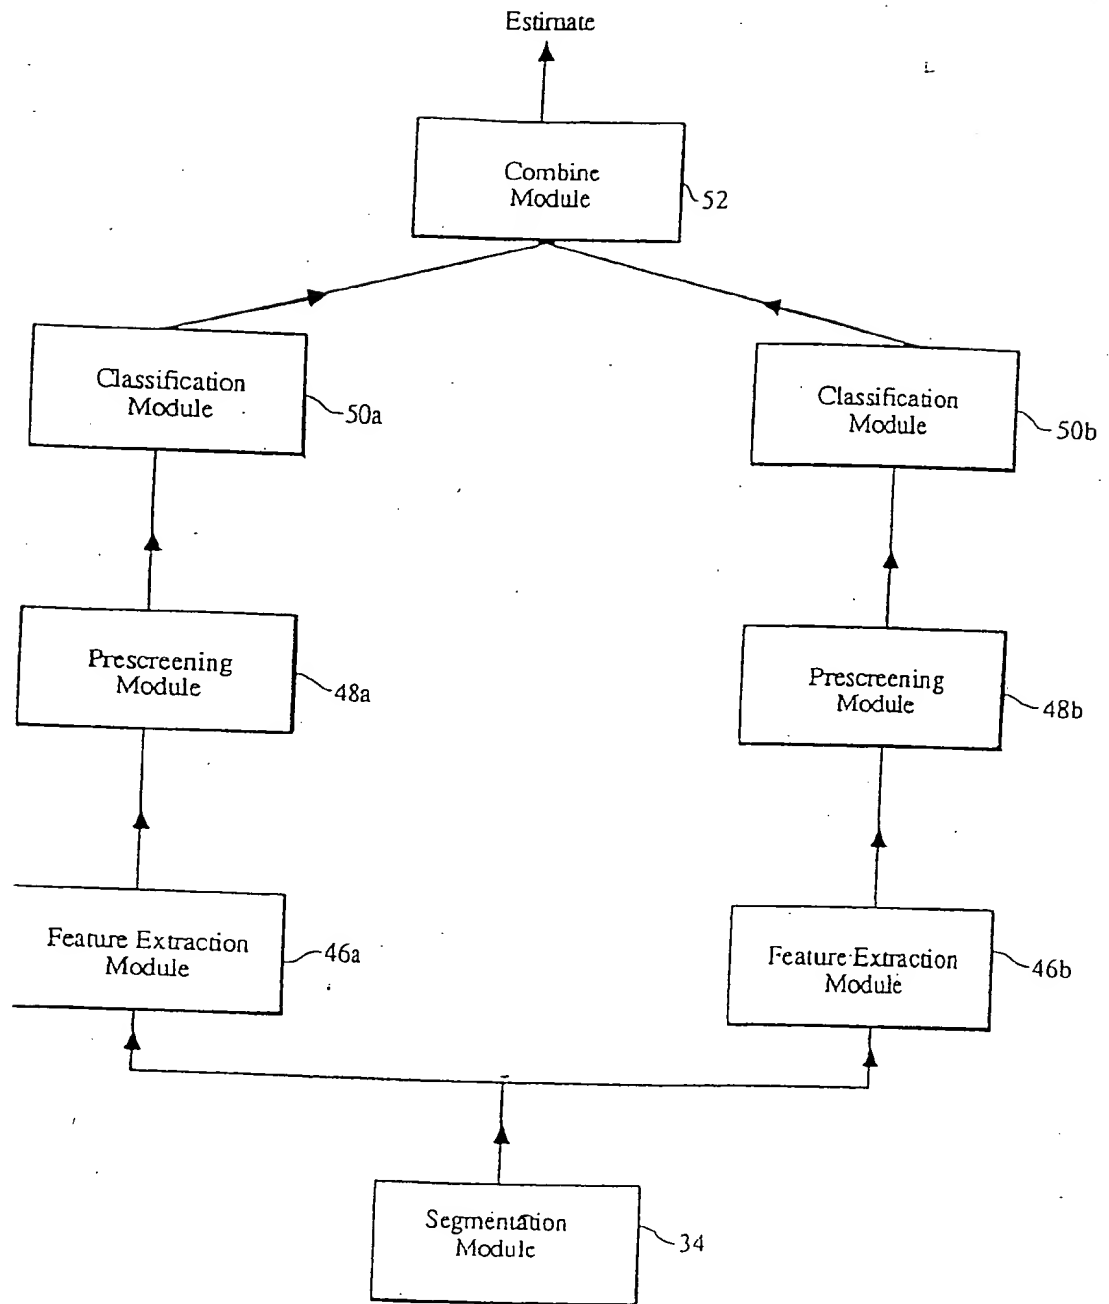 Estimate
Combine
Module
52
Classification
Module
50a
Classification
Module
50b
Prescreening
Module
48a
Prescreening
Module
48b
Feature Extraction
Module
46a
Feature Extraction
Module
46b
Segmentation
Module
34